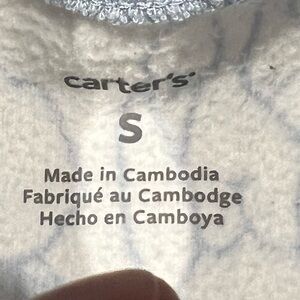 carter's
S
Made in Cambodia
Fabriqué au Cambodge
Hecho en Camboya